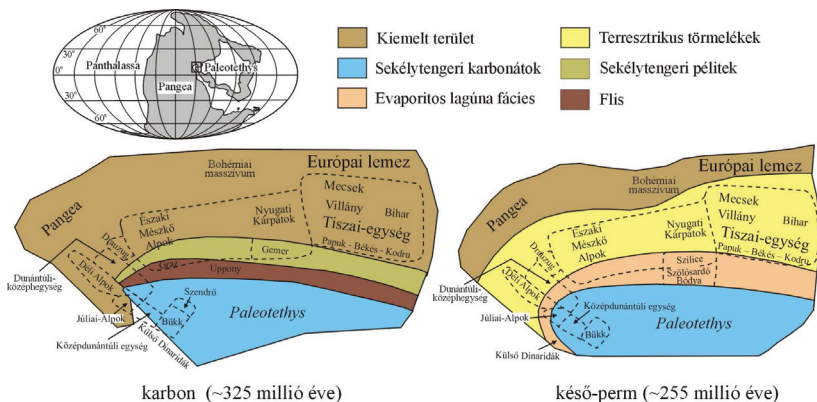 60°
30°
0°
30°
60°
Panthalassa
Paleotethys
Pangea
Kiemelt terület
Sekélytengeri karbonátok
Evaporitos lagúna fácies
Terresztrikus törmelékek
Sekélytengeri pélitek
Flis
Európai lemez
Bohémiai
masszívum
Pangea
Mecsek
Villány
Bihar
Tiszai-egység
Papuk - Békés - Kodru
Nyugati
Kárpátok
Északi
Mészkő
Alpok
Drauzug
Graz
Gemer
Uppony
Déli Alpok
Dunántúli-
középhegység
Júliai-Alpok
Középdunántúli egység
Külső Dinaridák
Szendrő
Bükk
Paleotethys
karbon (~325 millió éve)
Európai lemez
Bohémiai
masszívum
Pangea
Mecsek
Villány
Bihar
Tiszai-egység
Papuk – Békés - Kodru
Nyugati
Kárpátok
Északi
Mészkő
Alpok
Drauzug
Déli Alpok
Szilice
Szőlősardó
Bódva
Dunántúli-
középhegység
Júliai-Alpok
Középdunántúli egység
Bükk
Külső Dinaridák
Paleotethys
késő-perm (~255 millió éve)